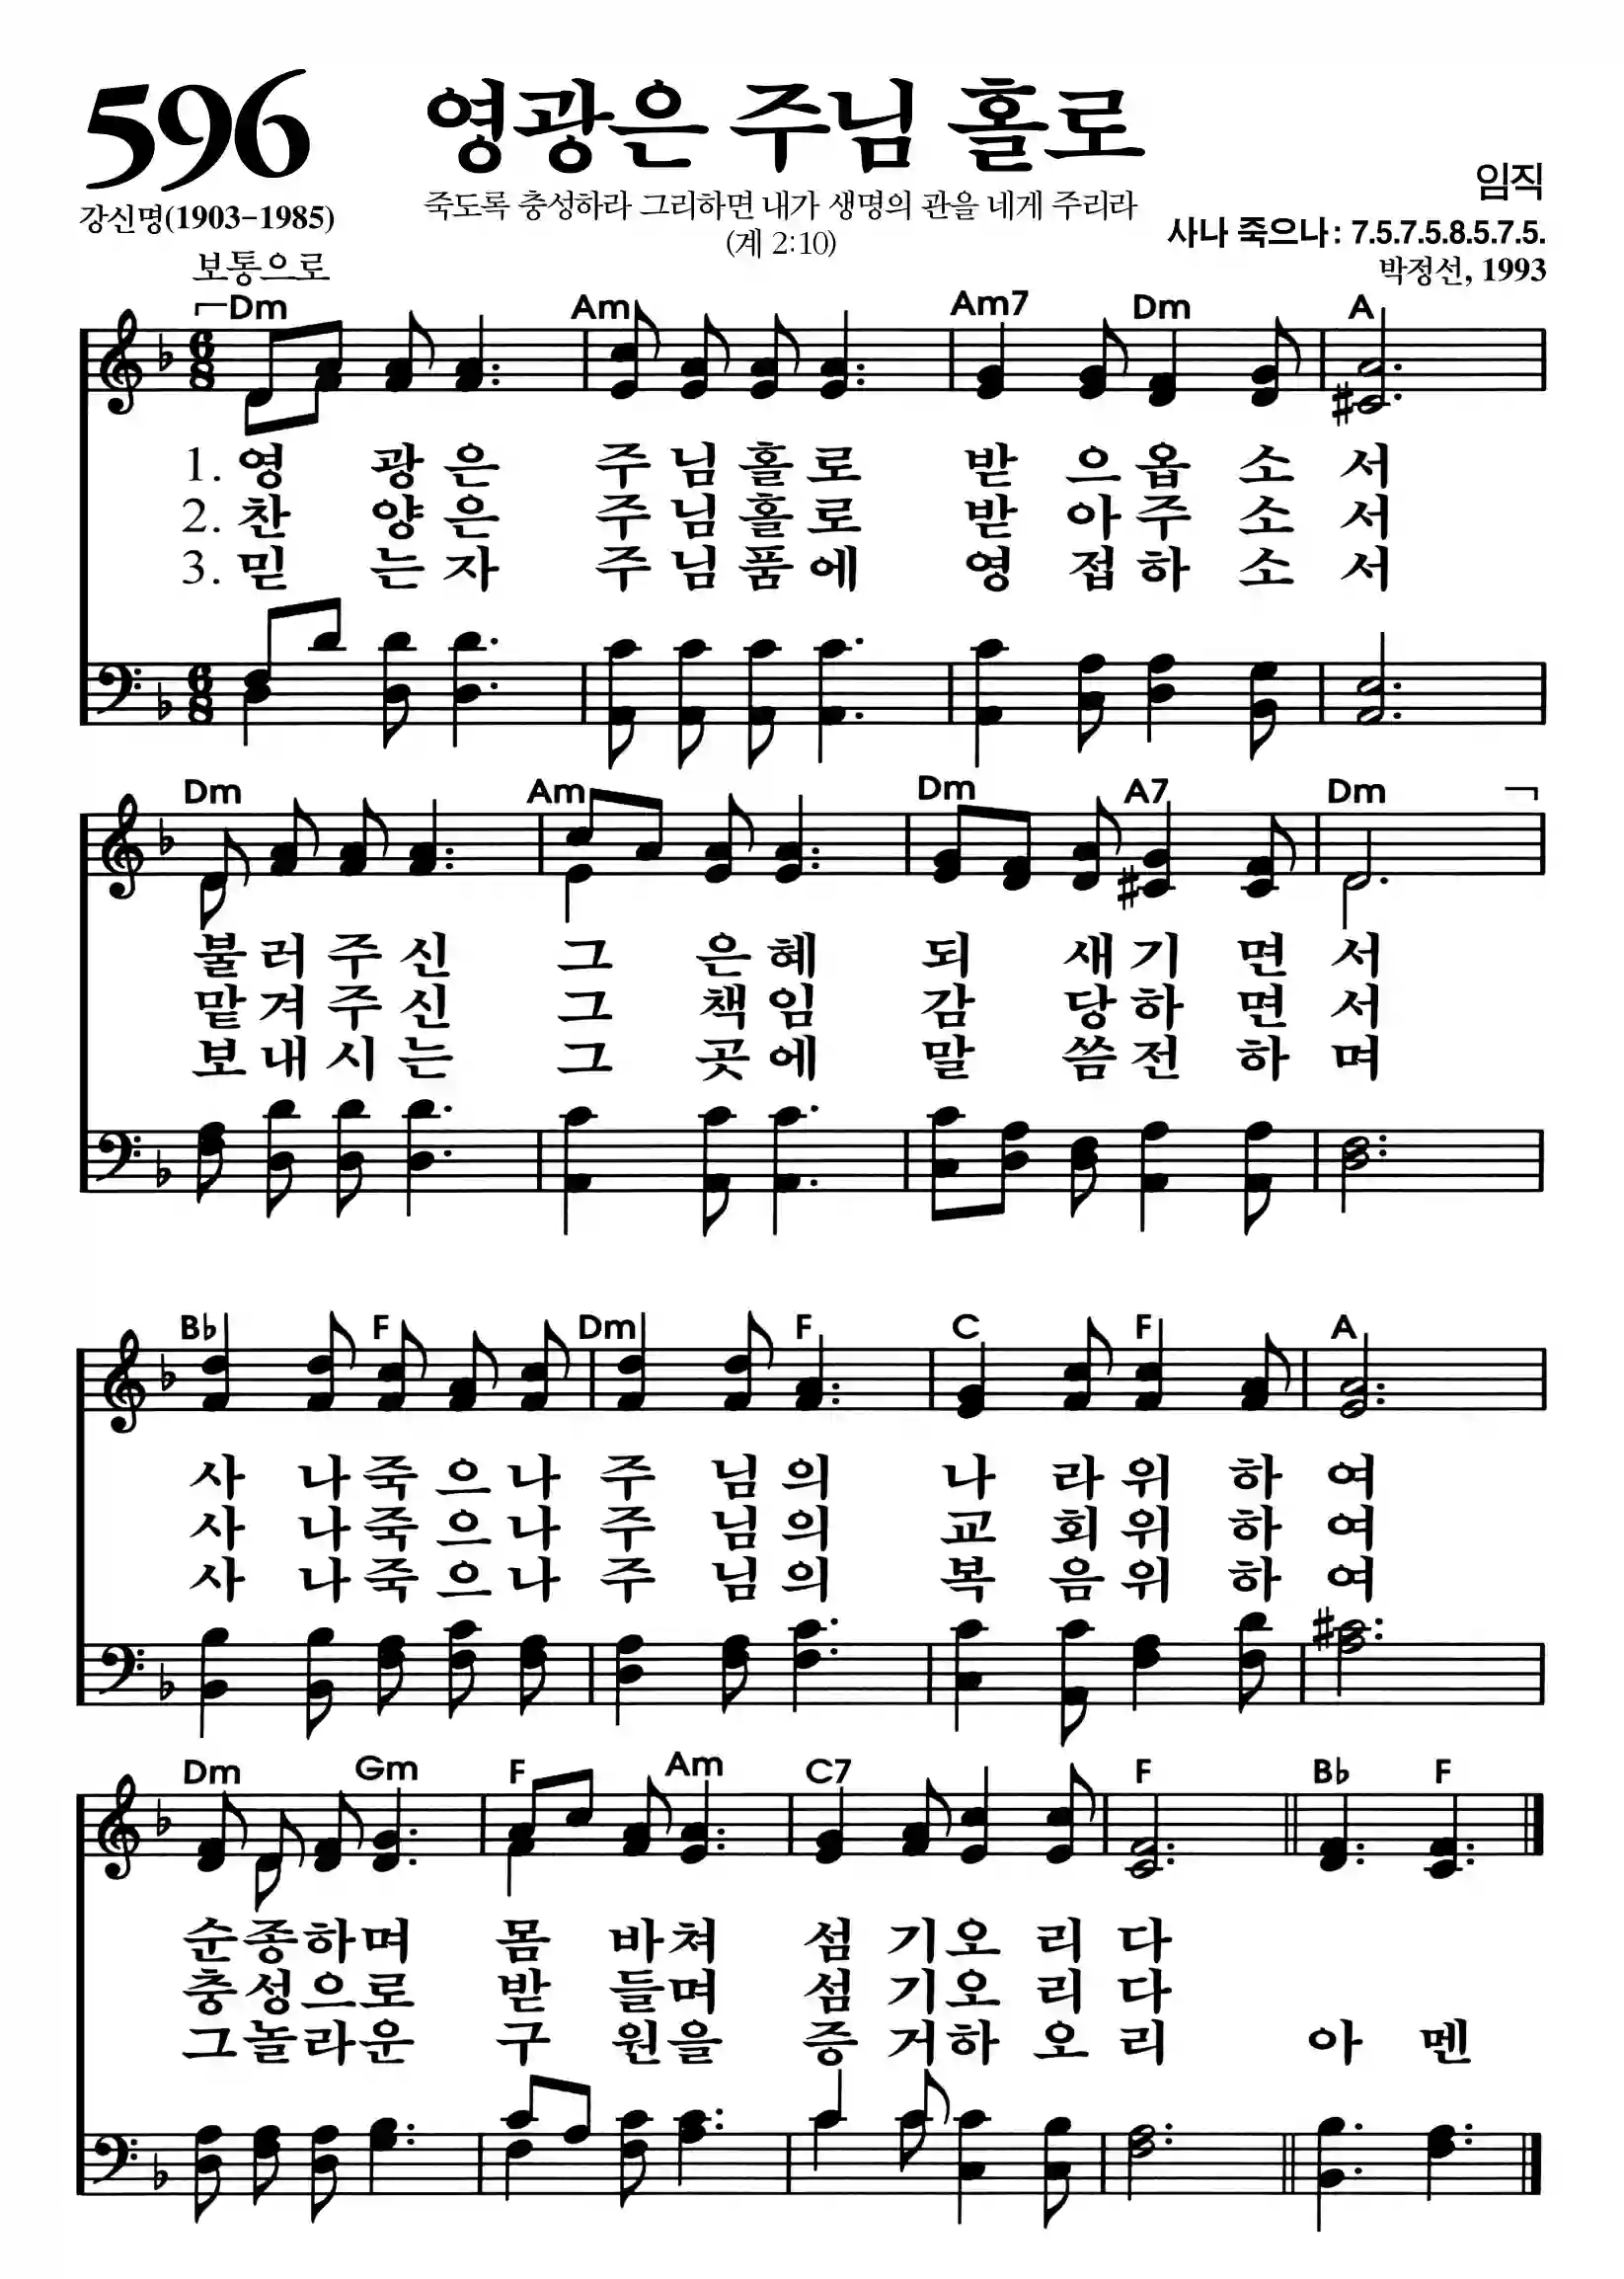 596
영광은 주님 홀로
임직
강신명(1903-1985)
죽도록 충성하라 그리하면 내가 생명의 관을 네게 주리라
(계 2:10)
사나 죽으나: 7.5.7.5.8.5.7.5.
보통으로
박정선, 1993
Dm Am Am7 Dm A
6
8
1. 영 광은 주님홀로 받으옵소서
2. 찬 양은 주님홀로 받아주소서
3. 믿 는자 주님품에 영접하소서
6
8
Dm Am Dm A7 Dm
불러주신 그 은혜 되 새기면서
맡겨주신 그 책임 감 당하면서
보내시는 그 곳에 말 씀전하며
B♭ F Dm F C F A
사 나죽으나 주 님의 나 라위하여
사 나죽으나 주 님의 교 회위하여
사 나죽으나 주 님의 복 음위하여
Dm Gm F Am C7 F B♭ F
순종하며 몸 바쳐 섬 기오리다
충성으로 받 들며 섬 기오리다
그놀라운 구 원을 증 거하오리 아 멘